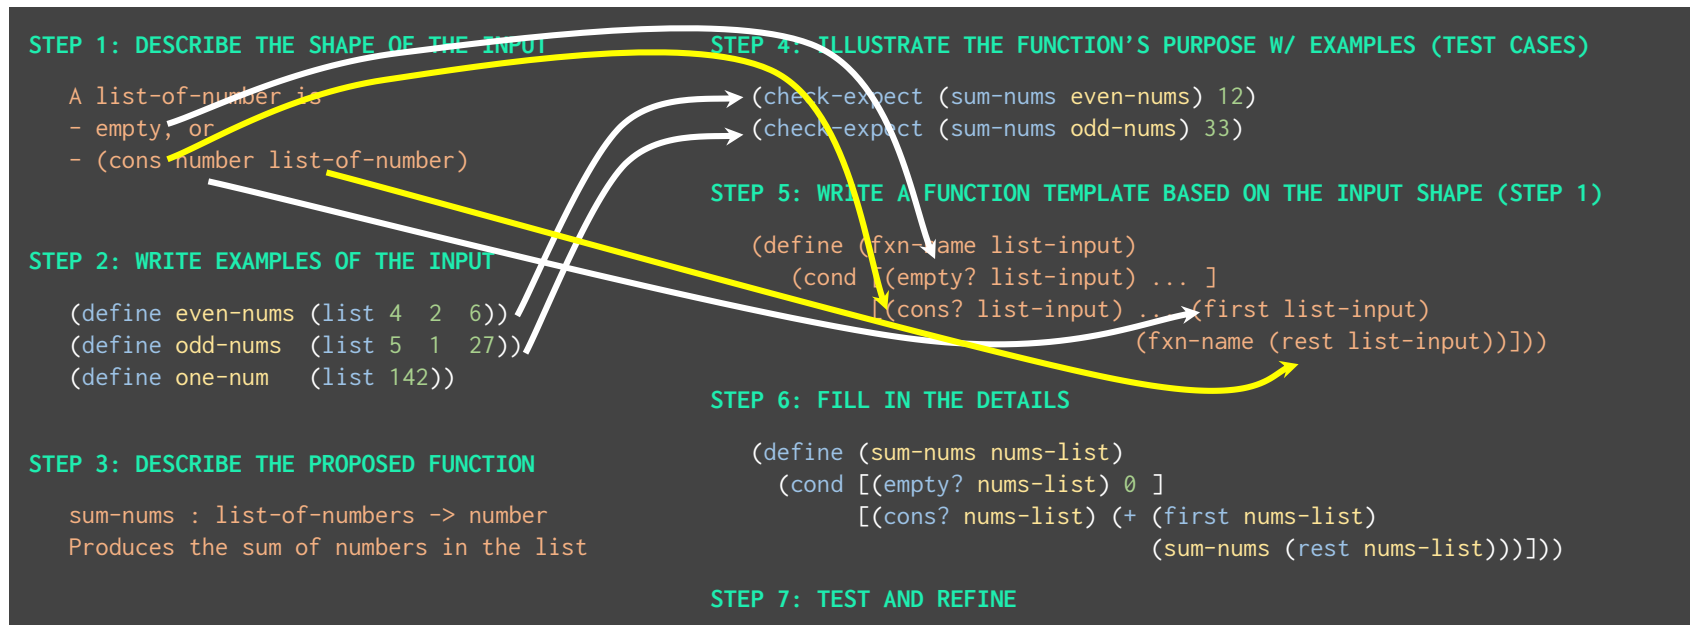 STEP 1: DESCRIBE THE SHAPE OF THE INPUT
A list-of-number is
- empty, or
- (cons number list-of-number)
STEP 2: WRITE EXAMPLES OF THE INPUT
(define even-nums (list 4 2 6))
(define odd-nums (list 5 1 27))
(define one-num (list 142))
STEP 3: DESCRIBE THE PROPOSED FUNCTION
sum-nums : list-of-numbers -> number
Produces the sum of numbers in the list
STEP 4: ILLUSTRATE THE FUNCTION’S PURPOSE W/ EXAMPLES (TEST CASES)
(check-expect (sum-nums even-nums) 12)
(check-expect (sum-nums odd-nums) 33)
STEP 5: WRITE A FUNCTION TEMPLATE BASED ON THE INPUT SHAPE (STEP 1)
(define (fxn-name list-input)
(cond [(empty? list-input) ... ]
[(cons? list-input) ... (first list-input)
(fxn-name (rest list-input))]))
STEP 6: FILL IN THE DETAILS
(define (sum-nums nums-list)
(cond [(empty? nums-list) 0 ]
[(cons? nums-list) (+ (first nums-list)
(sum-nums (rest nums-list)))]))
STEP 7: TEST AND REFINE